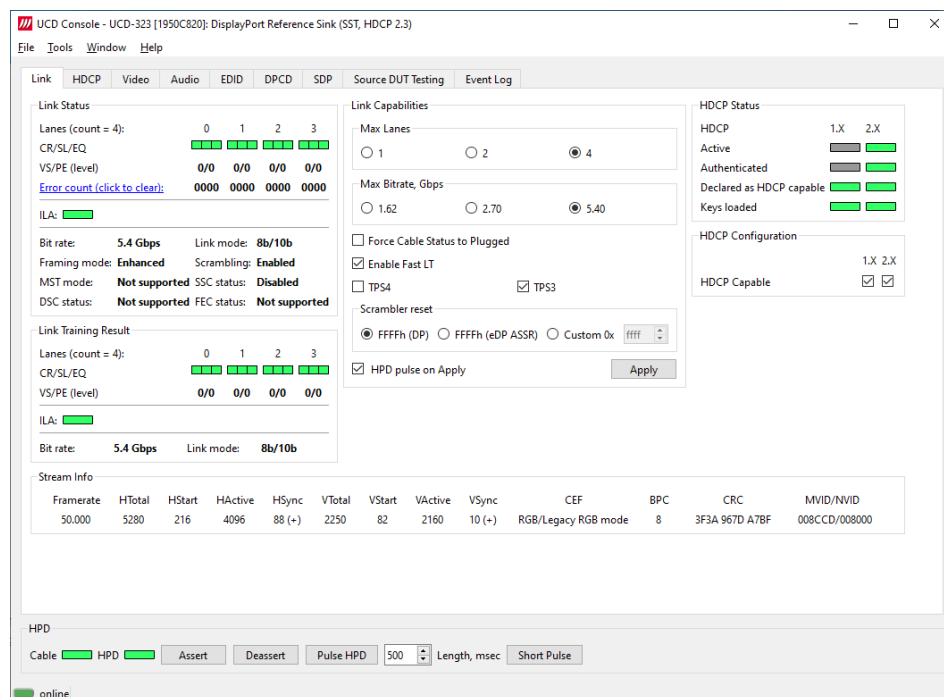 UCD Console - UCD-323 [1950C820]: DisplayPort Reference Sink (SST, HDCP 2.3)
File Tools Window Help
Link HDCP Video Audio EDID DPCD SDP Source DUT Testing Event Log
Link Status
Lanes (count = 4): 0 1 2 3
CR/SL/EQ
VS/PE (level) 0/0 0/0 0/0 0/0
Error count (click to clear): 0000 0000 0000 0000
ILA:
Bit rate: 5.4 Gbps Link mode: 8b/10b
Framing mode: Enhanced Scrambling: Enabled
MST mode: Not supported SSC status: Disabled
DSC status: Not supported FEC status: Not supported
Link Training Result
Lanes (count = 4): 0 1 2 3
CR/SL/EQ
VS/PE (level) 0/0 0/0 0/0 0/0
ILA:
Bit rate: 5.4 Gbps Link mode: 8b/10b
Link Capabilities
Max Lanes
1 2 4
Max Bitrate, Gbps
1.62 2.70 5.40
Force Cable Status to Plugged
Enable Fast LT
TPS4 TPS3
Scrambler reset
FFFFh (DP) FFFFh (eDP ASSR) Custom 0x ffff
HPD pulse on Apply Apply
HDCP Status
HDCP 1.X 2.X
Active
Authenticated
Declared as HDCP capable
Keys loaded
HDCP Configuration
1.X 2.X
HDCP Capable
Stream Info
Framerate HTotal HStart HActive HSync VTotal VStart VActive VSync CEF BPC CRC MVID/NVID
50.000 5280 216 4096 88 (+) 2250 82 2160 10 (+) RGB/Legacy RGB mode 8 3F3A 967D A7BF 008CCD/008000
HPD
Cable HPD Assert Deassert Pulse HPD 500 Length, msec Short Pulse
online